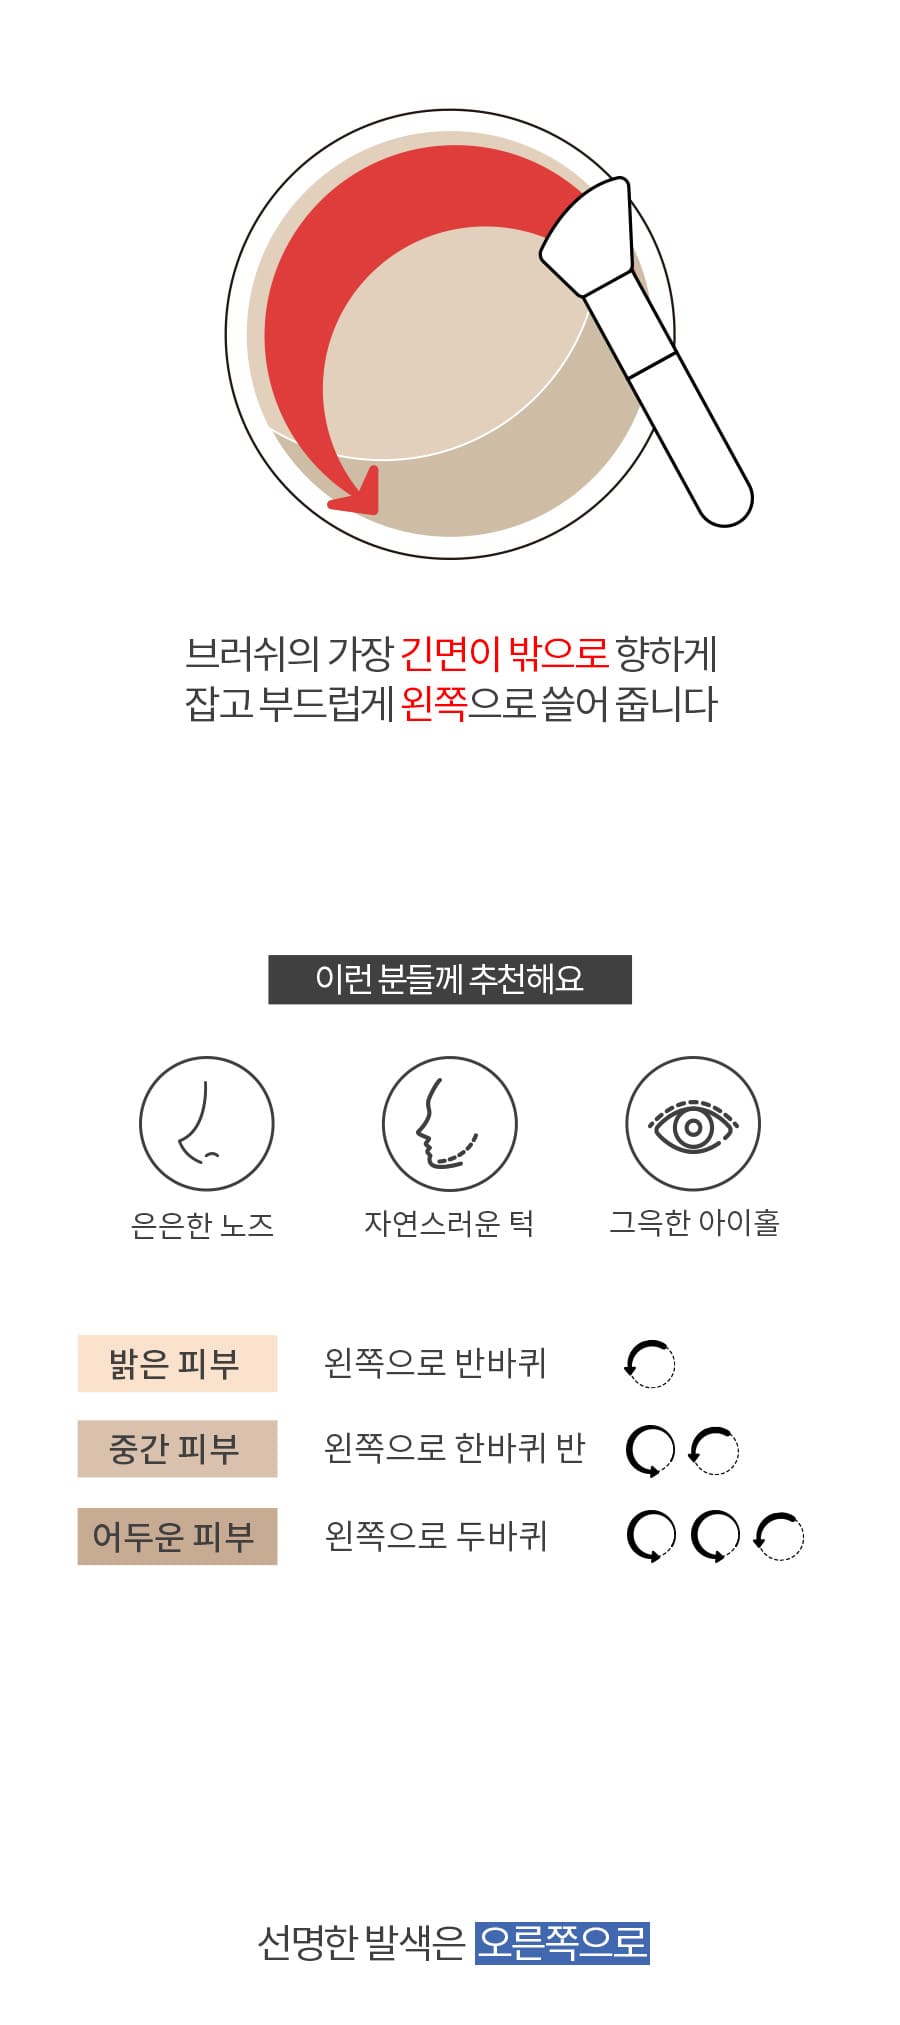 브러쉬의 가장 긴면이 밖으로 향하게
잡고 부드럽게 왼쪽으로 쓸어 줍니다
이런 분들께 추천해요
은은한 노즈
자연스러운 턱
그윽한 아이홀
밝은 피부 왼쪽으로 반바퀴
중간 피부 왼쪽으로 한바퀴 반
어두운 피부 왼쪽으로 두바퀴
선명한 발색은 오른쪽으로